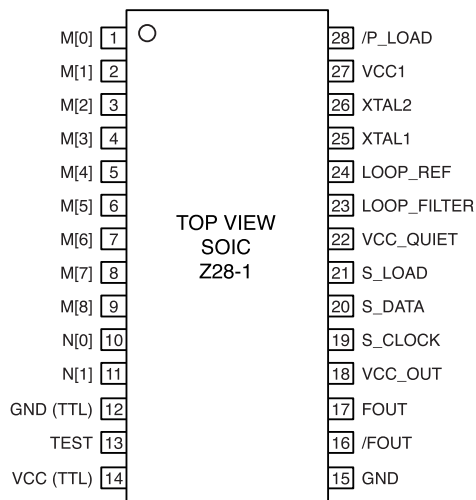 M[0] 1 28 /P_LOAD
M[1] 2 27 VCC1
M[2] 3 26 XTAL2
M[3] 4 25 XTAL1
M[4] 5 24 LOOP_REF
M[5] 6 23 LOOP_FILTER
M[6] 7 22 VCC_QUIET
M[7] 8 21 S_LOAD
M[8] 9 20 S_DATA
N[0] 10 19 S_CLOCK
N[1] 11 18 VCC_OUT
GND (TTL) 12 17 FOUT
TEST 13 16 /FOUT
VCC (TTL) 14 15 GND
TOP VIEW
SOIC
Z28-1